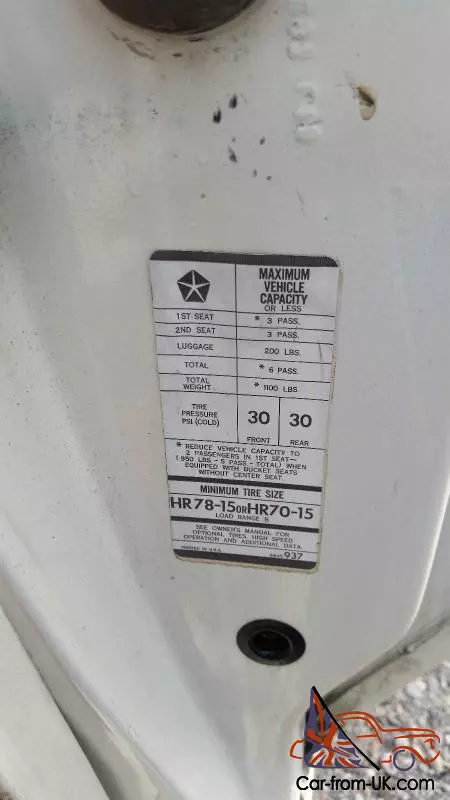 MAXIMUM
VEHICLE
CAPACITY
OR LESS
1ST SEAT * 3 PASS.
2ND SEAT 3 PASS.
LUGGAGE 200 LBS.
TOTAL * 6 PASS.
TOTAL
WEIGHT * 1100 LBS.
TIRE
PRESSURE
PSI (COLD)
30 30
FRONT REAR
* REDUCE VEHICLE CAPACITY TO
2 PASSENGERS IN 1ST SEAT—
(950 LBS. - 5 PASS. - TOTAL) WHEN
EQUIPPED WITH BUCKET SEATS
WITHOUT CENTER SEAT.
MINIMUM TIRE SIZE
HR78-15 OR HR70-15
LOAD RANGE B
SEE OWNER'S MANUAL FOR
OPTIONAL TIRES, HIGH SPEED
OPERATION AND ADDITIONAL DATA.
PRINTED IN U.S.A. 937
Car-from-UK.com